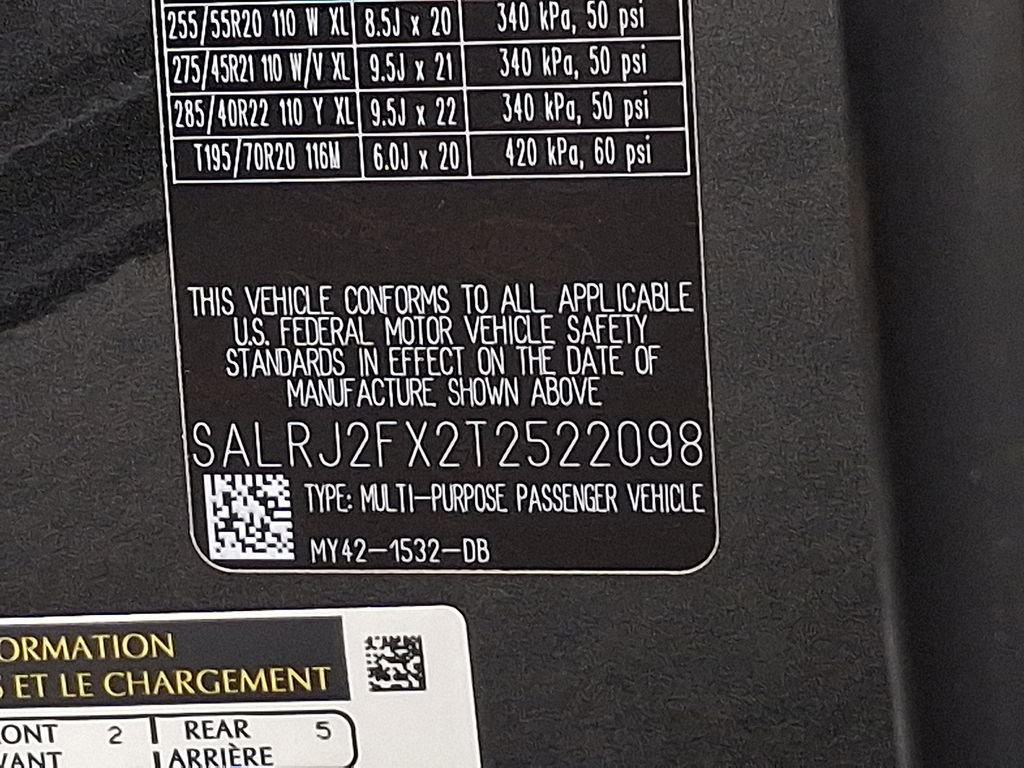 255/55R20 110 W XL 8.5J x 20 340 kPa, 50 psi
275/45R21 110 W/V XL 9.5J x 21 340 kPa, 50 psi
285/40R22 110 Y XL 9.5J x 22 340 kPa, 50 psi
T195/70R20 116M 6.0J x 20 420 kPa, 60 psi
THIS VEHICLE CONFORMS TO ALL APPLICABLE
U.S. FEDERAL MOTOR VEHICLE SAFETY
STANDARDS IN EFFECT ON THE DATE OF
MANUFACTURE SHOWN ABOVE
SALRJ2FX2T2522098
TYPE: MULTI-PURPOSE PASSENGER VEHICLE
MY42-1532-DB
ORMATION
S ET LE CHARGEMENT
ONT 2 REAR 5
VANT ARRIÈRE